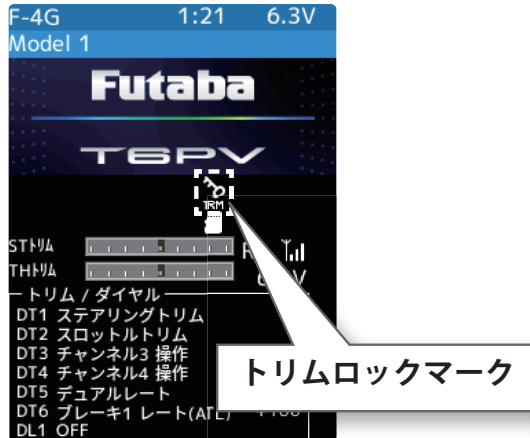 F-4G 1:21 6.3V
Model 1
Futaba
T6PV
TRM
STトリム
THトリム
トリム / ダイヤル
DT1 ステアリングトリム
DT2 スロットルトリム
DT3 チャンネル3 操作
DT4 チャンネル4 操作
DT5 デュアルレート
DT6 ブレーキ1 レート(ATL)
DL1 OFF
トリムロックマーク